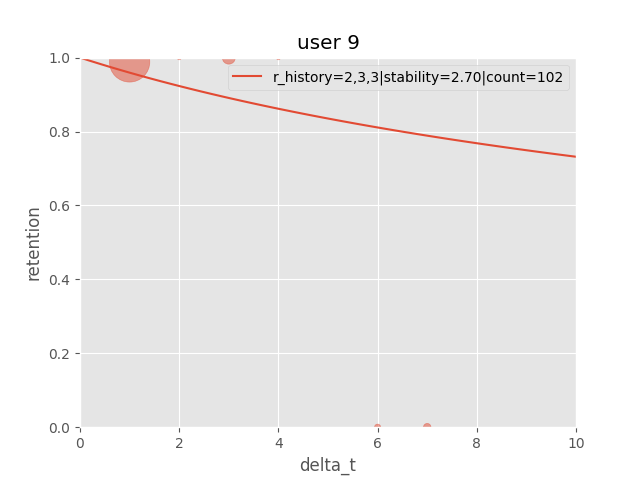 user 9
r_history=2,3,3|stability=2.70|count=102
retention
1.0
0.8
0.6
0.4
0.2
0.0
0 2 4 6 8 10
delta_t